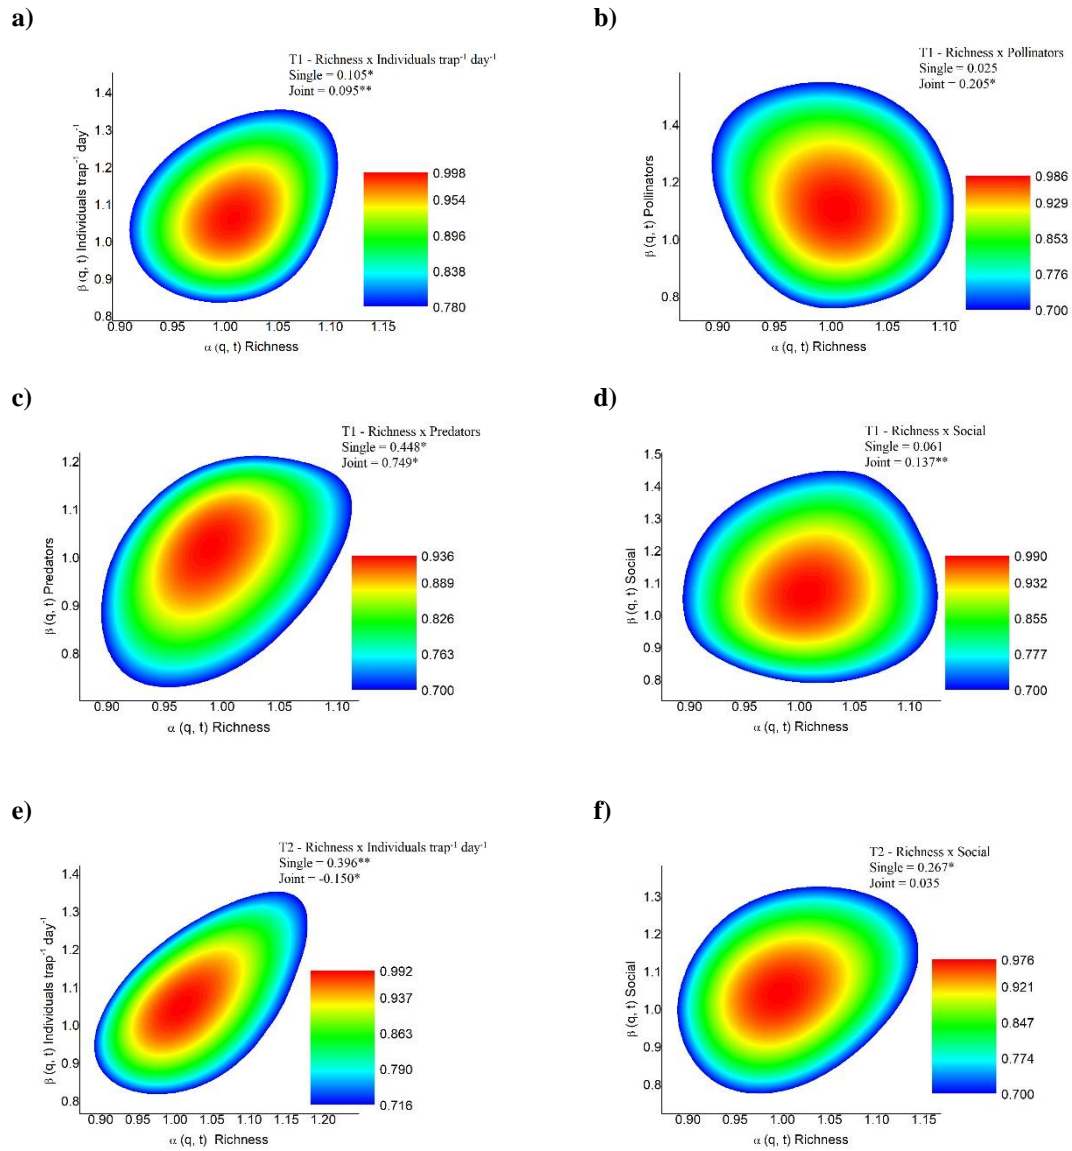 a)
T1 - Richness x Individuals trap⁻¹ day⁻¹
Single = 0.105*
Joint = 0.095**
β (q, t) Individuals trap⁻¹ day⁻¹
1.4
1.3
1.2
1.1
1.0
0.9
0.8
0.90 0.95 1.00 1.05 1.10 1.15
α (q, t) Richness
0.998
0.954
0.896
0.838
0.780
b)
T1 - Richness x Pollinators
Single = 0.025
Joint = 0.205*
β (q, t) Pollinators
1.4
1.2
1.0
0.8
0.90 0.95 1.00 1.05 1.10
α (q, t) Richness
0.986
0.929
0.853
0.776
0.700
c)
T1 - Richness x Predators
Single = 0.448*
Joint = 0.749*
β (q, t) Predators
1.2
1.1
1.0
0.9
0.8
0.90 0.95 1.00 1.05 1.10
α (q, t) Richness
0.936
0.889
0.826
0.763
0.700
d)
T1 - Richness x Social
Single = 0.061
Joint = 0.137**
β (q, t) Social
1.5
1.4
1.3
1.2
1.1
1.0
0.9
0.8
0.90 0.95 1.00 1.05 1.10
α (q, t) Richness
0.990
0.932
0.855
0.777
0.700
e)
T2 - Richness x Individuals trap⁻¹ day⁻¹
Single = 0.396**
Joint = -0.150*
β (q, t) Individuals trap⁻¹ day⁻¹
1.4
1.3
1.2
1.1
1.0
0.9
0.8
0.90 0.95 1.00 1.05 1.10 1.15 1.20
α (q, t) Richness
0.992
0.937
0.863
0.790
0.716
f)
T2 - Richness x Social
Single = 0.267*
Joint = 0.035
β (q, t) Social
1.3
1.2
1.1
1.0
0.9
0.8
0.90 0.95 1.00 1.05 1.10 1.15
α (q, t) Richness
0.976
0.921
0.847
0.774
0.700